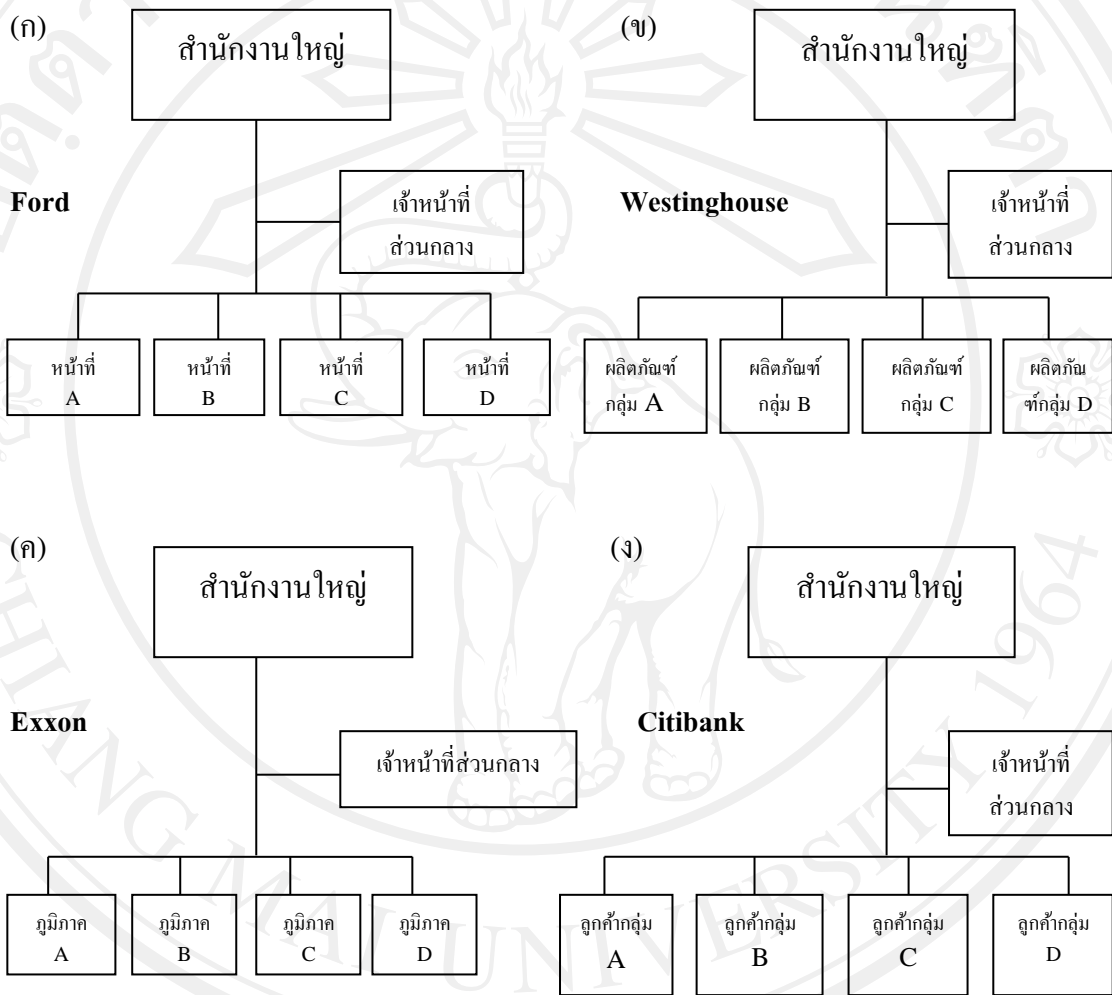 (ก)
สำนักงานใหญ่
Ford
เจ้าหน้าที่
ส่วนกลาง
หน้าที่
A
หน้าที่
B
หน้าที่
C
หน้าที่
D
(ข)
สำนักงานใหญ่
Westinghouse
เจ้าหน้าที่
ส่วนกลาง
ผลิตภัณฑ์
กลุ่ม A
ผลิตภัณฑ์
กลุ่ม B
ผลิตภัณฑ์
กลุ่ม C
ผลิตภัณ
ฑ์กลุ่ม D
(ค)
สำนักงานใหญ่
Exxon
เจ้าหน้าที่ส่วนกลาง
ภูมิภาค
A
ภูมิภาค
B
ภูมิภาค
C
ภูมิภาค
D
(ง)
สำนักงานใหญ่
Citibank
เจ้าหน้าที่
ส่วนกลาง
ลูกค้ากลุ่ม
A
ลูกค้ากลุ่ม
B
ลูกค้ากลุ่ม
C
ลูกค้ากลุ่ม
D
CHIANG MAI UNIVERSITY 1964